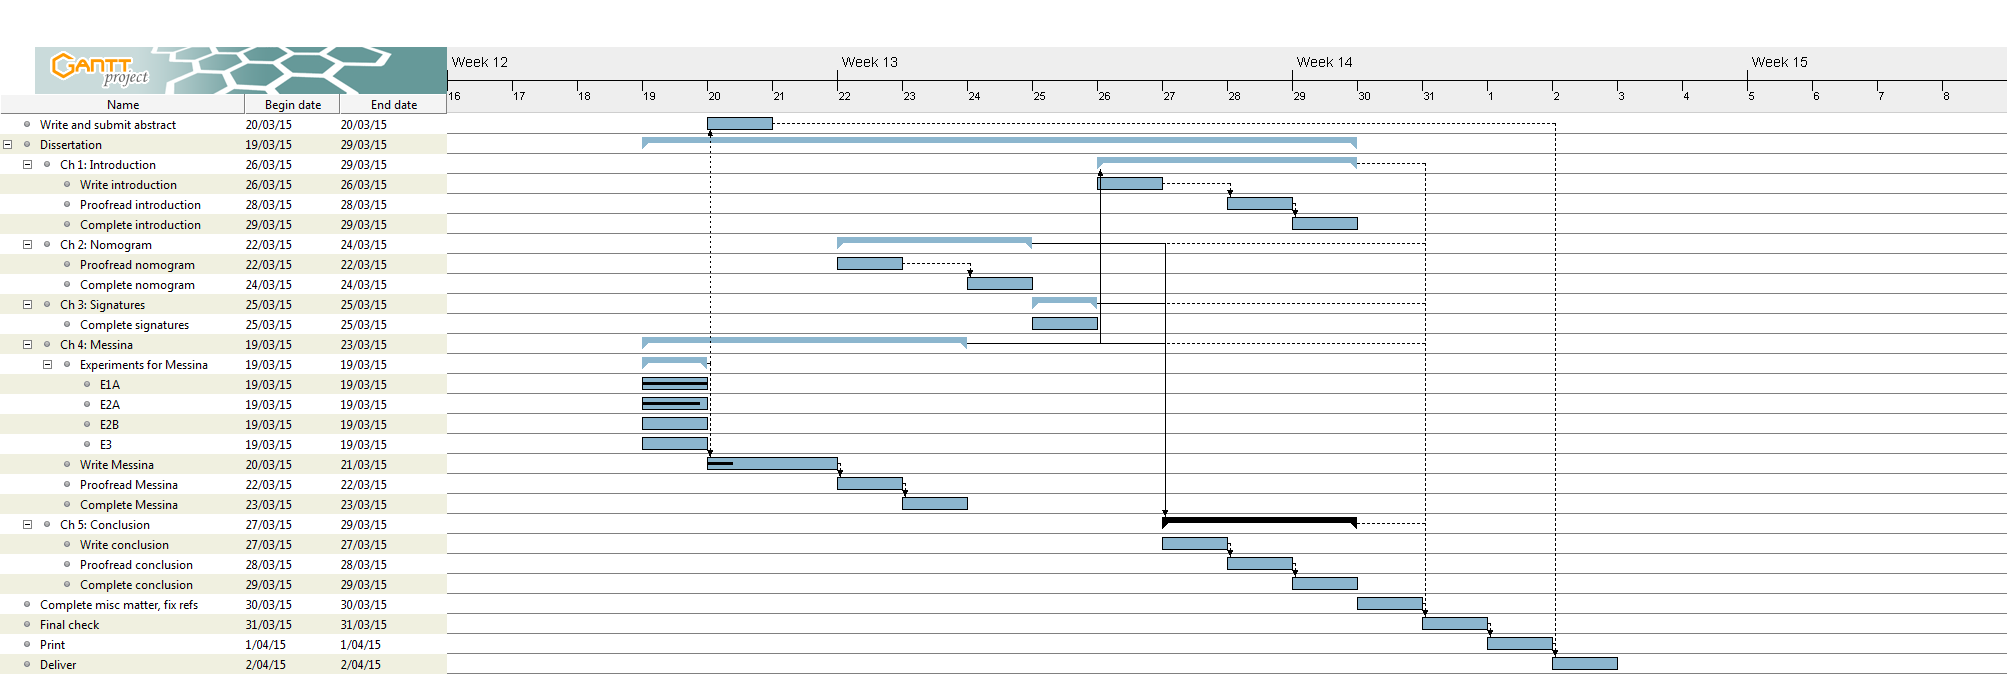 GANTT
project
Week 12 Week 13 Week 14 Week 15
16 17 18 19 20 21 22 23 24 25 26 27 28 29 30 31 1 2 3 4 5 6 7 8
Name Begin date End date
Write and submit abstract 20/03/15 20/03/15
Dissertation 19/03/15 29/03/15
Ch 1: Introduction 26/03/15 29/03/15
Write introduction 26/03/15 26/03/15
Proofread introduction 28/03/15 28/03/15
Complete introduction 29/03/15 29/03/15
Ch 2: Nomogram 22/03/15 24/03/15
Proofread nomogram 22/03/15 22/03/15
Complete nomogram 24/03/15 24/03/15
Ch 3: Signatures 25/03/15 25/03/15
Complete signatures 25/03/15 25/03/15
Ch 4: Messina 19/03/15 23/03/15
Experiments for Messina 19/03/15 19/03/15
E1A 19/03/15 19/03/15
E2A 19/03/15 19/03/15
E2B 19/03/15 19/03/15
E3 19/03/15 19/03/15
Write Messina 20/03/15 21/03/15
Proofread Messina 22/03/15 22/03/15
Complete Messina 23/03/15 23/03/15
Ch 5: Conclusion 27/03/15 29/03/15
Write conclusion 27/03/15 27/03/15
Proofread conclusion 28/03/15 28/03/15
Complete conclusion 29/03/15 29/03/15
Complete misc matter, fix refs 30/03/15 30/03/15
Final check 31/03/15 31/03/15
Print 1/04/15 1/04/15
Deliver 2/04/15 2/04/15